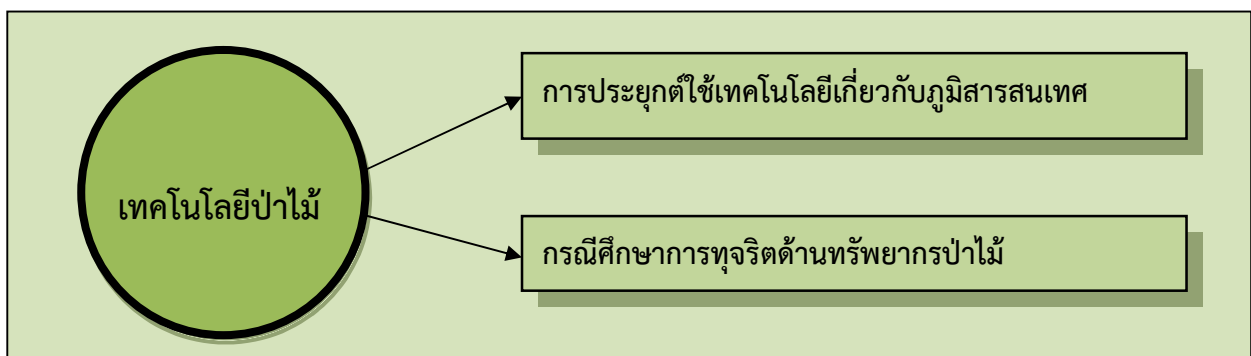 การประยุกต์ใช้เทคโนโลยีเกี่ยวกับภูมิสารสนเทศ
เทคโนโลยีป่าไม้
กรณีศึกษาการทุจริตด้านทรัพยากรป่าไม้